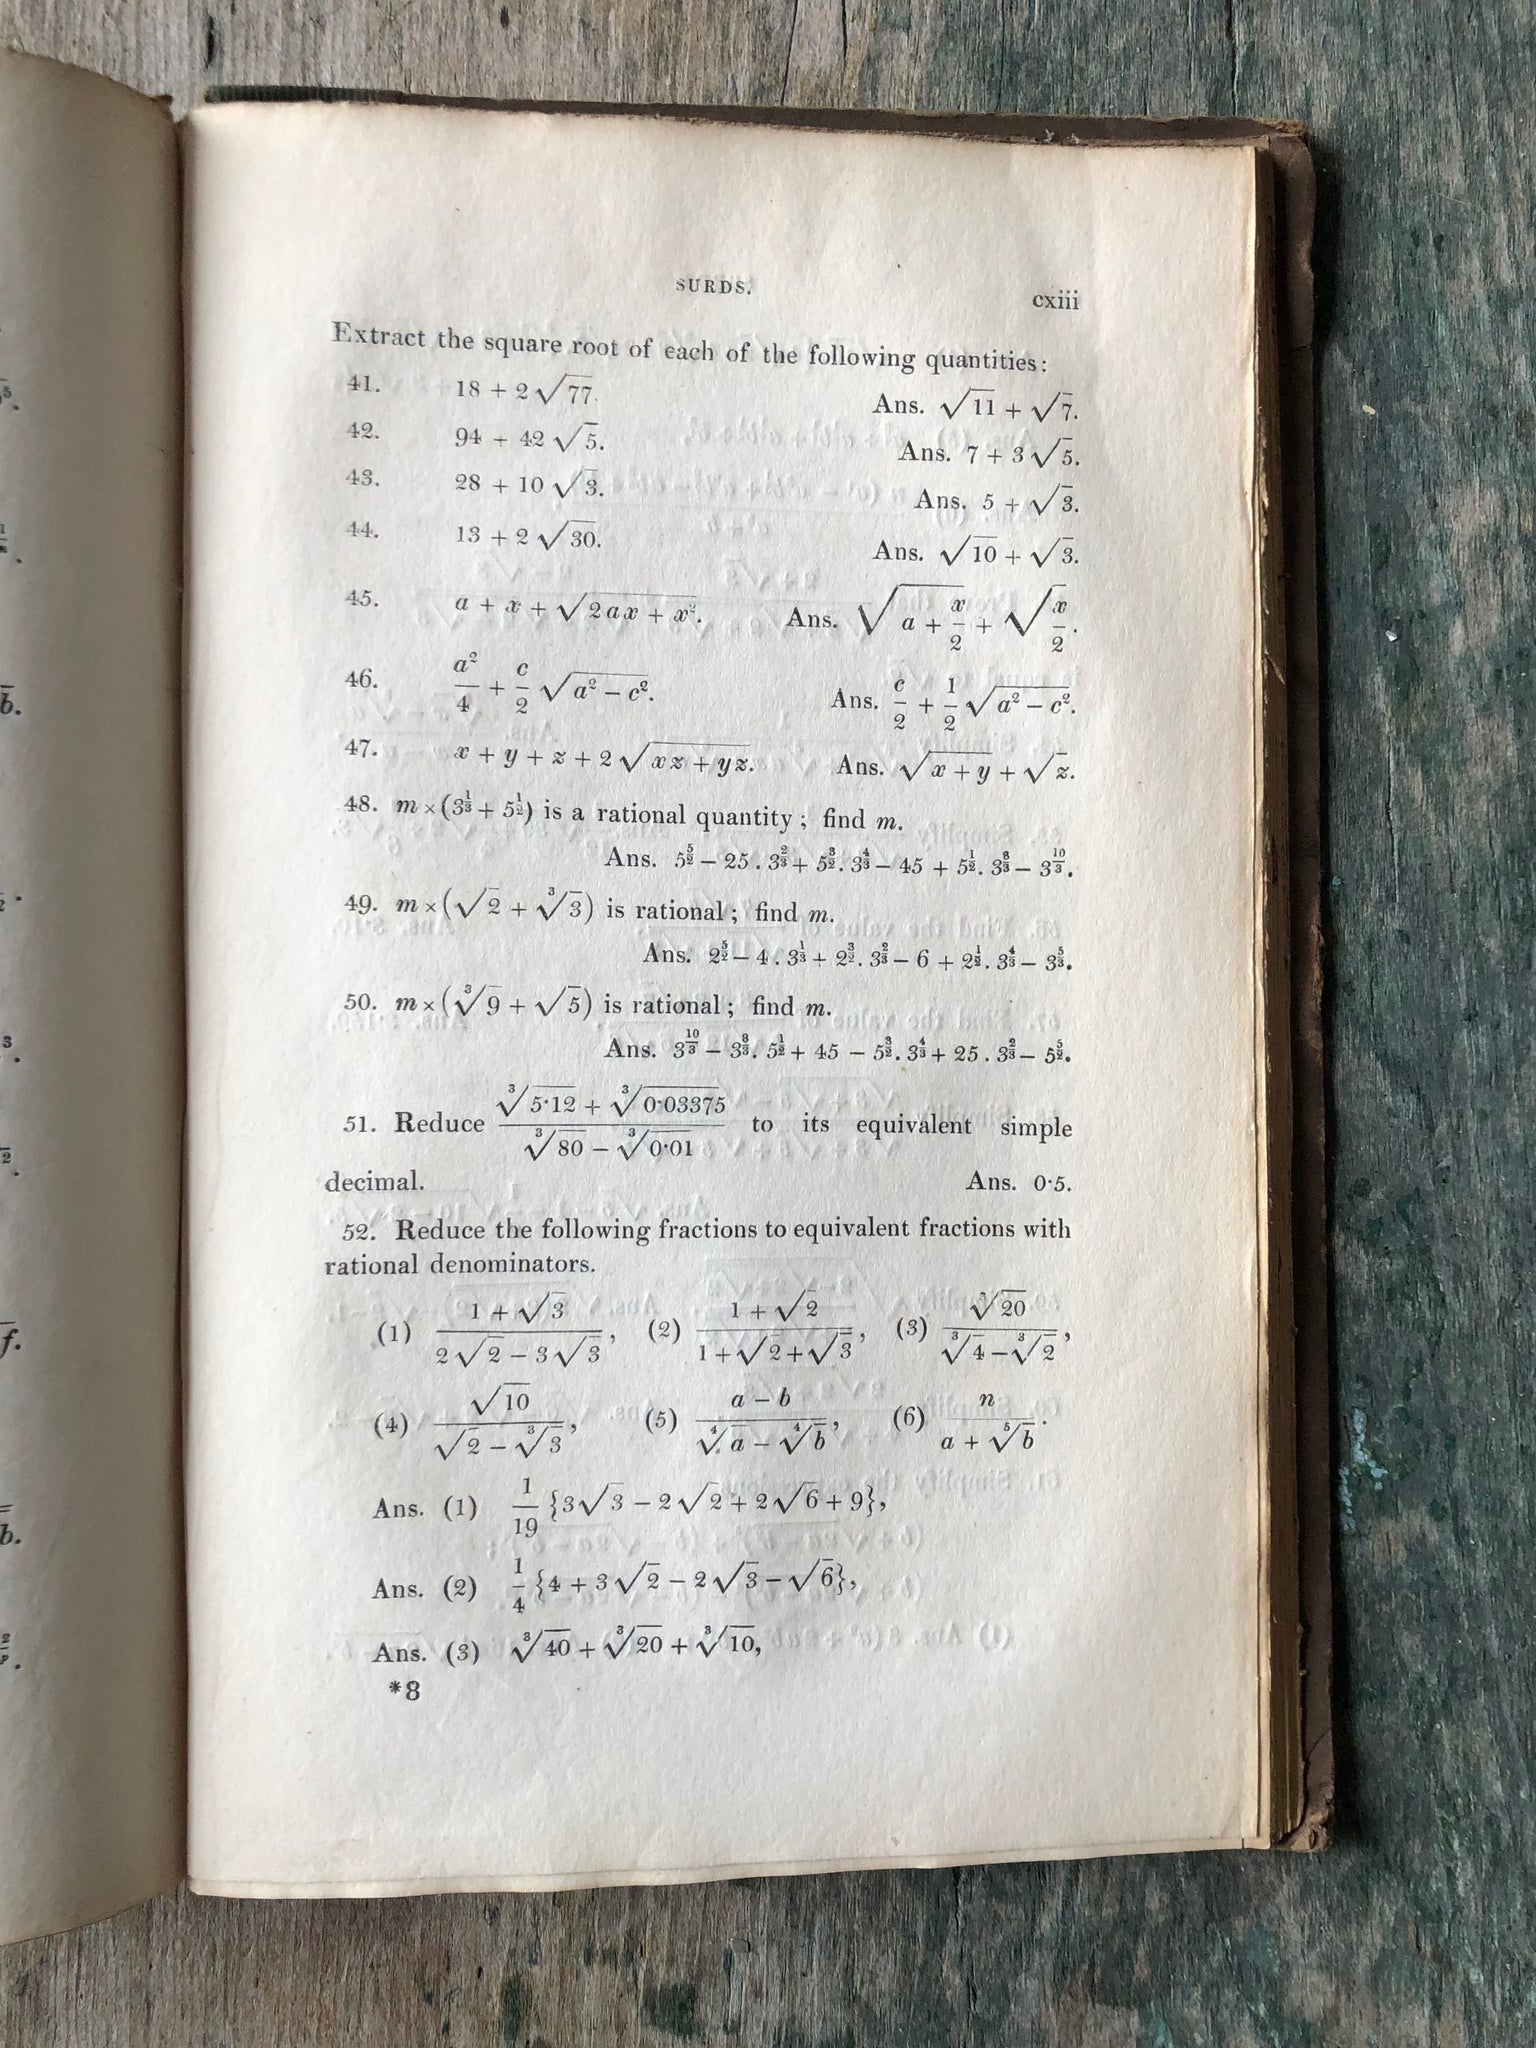 SURDS. cxiii
Extract the square root of each of the following quantities:
41. 18 + 2√77. Ans. √11 + √7.
42. 94 + 42√5. Ans. 7 + 3√5.
43. 28 + 10√3. Ans. 5 + √3.
44. 13 + 2√30. Ans. √10 + √3.
45. a + x + √(2ax + x²). Ans. √(a + x/2) + √(x/2).
46. a²/4 + c/2 √(a² − c²). Ans. c/2 + 1/2 √(a² − c²).
47. x + y + z + 2√(xz + yz). Ans. √(x + y) + √z.
48. m × (3^(1/3) + 5^(1/2)) is a rational quantity; find m.
Ans. 5^(5/2) − 25 . 3^(2/3) + 5^(3/2) . 3^(4/3) − 45 + 5^(1/2) . 3^(8/3) − 3^(10/3).
49. m × (√2 + ∛3) is rational; find m.
Ans. 2^(5/2) − 4 . 3^(1/3) + 2^(3/2) . 3^(2/3) − 6 + 2^(1/2) . 3^(4/3) − 3^(5/3).
50. m × (∛9 + √5) is rational; find m.
Ans. 3^(10/3) − 3^(8/3) . 5^(1/2) + 45 − 5^(3/2) . 3^(4/3) + 25 . 3^(2/3) − 5^(5/2).
51. Reduce (∛5·12 + ∛0·03375)/(∛80 − ∛0·01) to its equivalent simple
decimal. Ans. 0·5.
52. Reduce the following fractions to equivalent fractions with
rational denominators.
(1) (1 + √3)/(2√2 − 3√3), (2) (1 + √2)/(1 + √2 + √3), (3) ∛20/(∛4 − ∛2),
(4) √10/(√2 − ∛3), (5) (a − b)/(∜a − ∜b), (6) n/(a + ⁵√b).
Ans. (1) 1/19 {3√3 − 2√2 + 2√6 + 9},
Ans. (2) 1/4 {4 + 3√2 − 2√3 − √6},
Ans. (3) ∛40 + ∛20 + ∛10,
*8